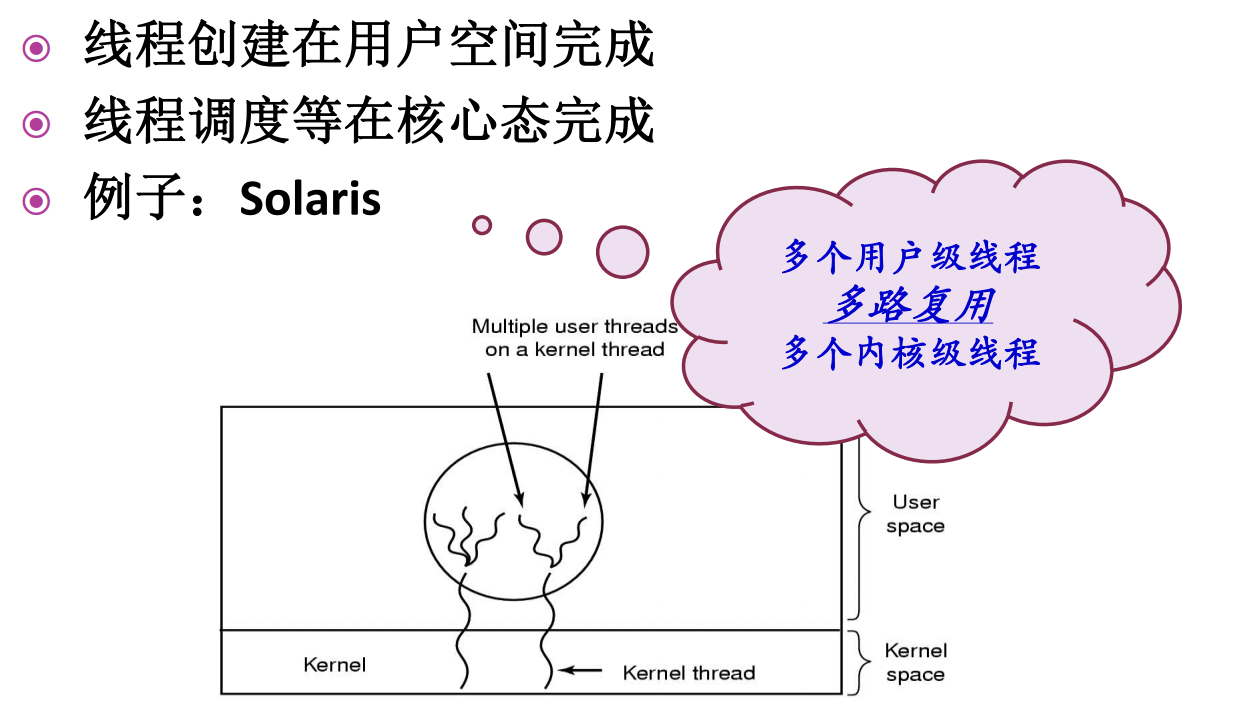 线程创建在用户空间完成
线程调度等在核心态完成
例子：Solaris
多个用户级线程
多路复用
多个内核级线程
Multiple user threads
on a kernel thread
User
space
Kernel
Kernel thread
Kernel
space